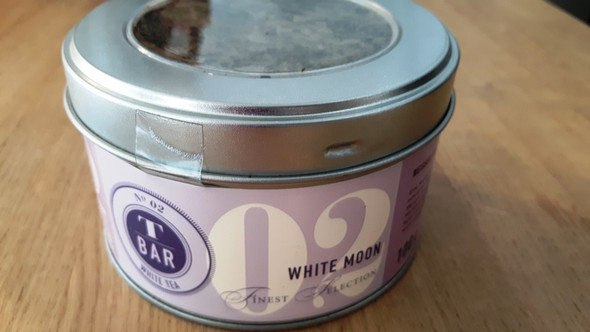 Nº 02
T
BAR
WHITE TEA
02
WHITE MOON
Finest Selection